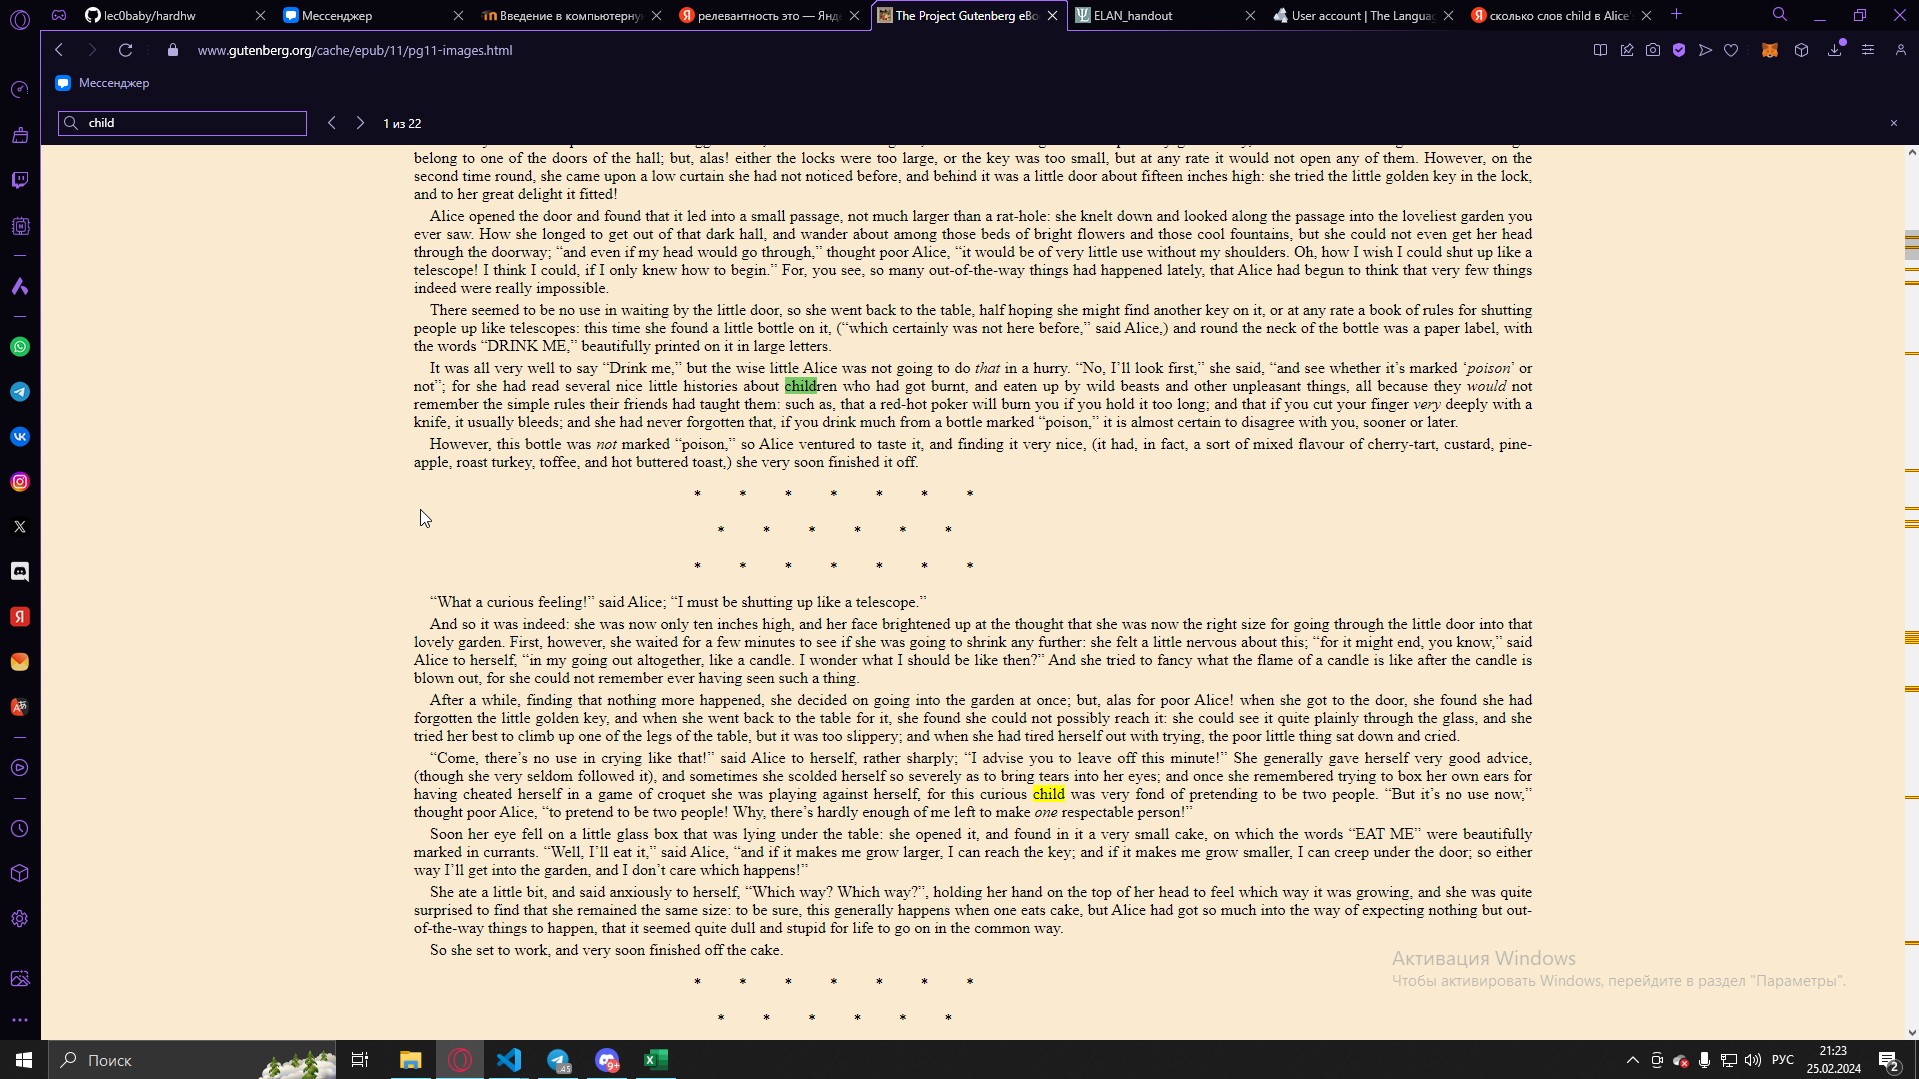 lec0baby/hardhw
Мессенджер
Введение в компьютерну
релевантность это — Янд
The Project Gutenberg eBo
ELAN_handout
User account | The Langua
сколько слов child в Alice'
www.gutenberg.org/cache/epub/11/pg11-images.html
Мессенджер
child
1 из 22
belong to one of the doors of the hall; but, alas! either the locks were too large, or the key was too small, but at any rate it would not open any of them. However, on the
second time round, she came upon a low curtain she had not noticed before, and behind it was a little door about fifteen inches high: she tried the little golden key in the lock,
and to her great delight it fitted!
Alice opened the door and found that it led into a small passage, not much larger than a rat-hole: she knelt down and looked along the passage into the loveliest garden you
ever saw. How she longed to get out of that dark hall, and wander about among those beds of bright flowers and those cool fountains, but she could not even get her head
through the doorway; “and even if my head would go through,” thought poor Alice, “it would be of very little use without my shoulders. Oh, how I wish I could shut up like a
telescope! I think I could, if I only knew how to begin.” For, you see, so many out-of-the-way things had happened lately, that Alice had begun to think that very few things
indeed were really impossible.
There seemed to be no use in waiting by the little door, so she went back to the table, half hoping she might find another key on it, or at any rate a book of rules for shutting
people up like telescopes: this time she found a little bottle on it, (“which certainly was not here before,” said Alice,) and round the neck of the bottle was a paper label, with
the words “DRINK ME,” beautifully printed on it in large letters.
It was all very well to say “Drink me,” but the wise little Alice was not going to do that in a hurry. “No, I’ll look first,” she said, “and see whether it’s marked ‘poison’ or
not”; for she had read several nice little histories about children who had got burnt, and eaten up by wild beasts and other unpleasant things, all because they would not
remember the simple rules their friends had taught them: such as, that a red-hot poker will burn you if you hold it too long; and that if you cut your finger very deeply with a
knife, it usually bleeds; and she had never forgotten that, if you drink much from a bottle marked “poison,” it is almost certain to disagree with you, sooner or later.
However, this bottle was not marked “poison,” so Alice ventured to taste it, and finding it very nice, (it had, in fact, a sort of mixed flavour of cherry-tart, custard, pine-
apple, roast turkey, toffee, and hot buttered toast,) she very soon finished it off.
* * * * * * *
* * * * * *
* * * * * * *
“What a curious feeling!” said Alice; “I must be shutting up like a telescope.”
And so it was indeed: she was now only ten inches high, and her face brightened up at the thought that she was now the right size for going through the little door into that
lovely garden. First, however, she waited for a few minutes to see if she was going to shrink any further: she felt a little nervous about this; “for it might end, you know,” said
Alice to herself, “in my going out altogether, like a candle. I wonder what I should be like then?” And she tried to fancy what the flame of a candle is like after the candle is
blown out, for she could not remember ever having seen such a thing.
After a while, finding that nothing more happened, she decided on going into the garden at once; but, alas for poor Alice! when she got to the door, she found she had
forgotten the little golden key, and when she went back to the table for it, she found she could not possibly reach it: she could see it quite plainly through the glass, and she
tried her best to climb up one of the legs of the table, but it was too slippery; and when she had tired herself out with trying, the poor little thing sat down and cried.
“Come, there’s no use in crying like that!” said Alice to herself, rather sharply; “I advise you to leave off this minute!” She generally gave herself very good advice,
(though she very seldom followed it), and sometimes she scolded herself so severely as to bring tears into her eyes; and once she remembered trying to box her own ears for
having cheated herself in a game of croquet she was playing against herself, for this curious child was very fond of pretending to be two people. “But it’s no use now,”
thought poor Alice, “to pretend to be two people! Why, there’s hardly enough of me left to make one respectable person!”
Soon her eye fell on a little glass box that was lying under the table: she opened it, and found in it a very small cake, on which the words “EAT ME” were beautifully
marked in currants. “Well, I’ll eat it,” said Alice, “and if it makes me grow larger, I can reach the key; and if it makes me grow smaller, I can creep under the door; so either
way I’ll get into the garden, and I don’t care which happens!”
She ate a little bit, and said anxiously to herself, “Which way? Which way?”, holding her hand on the top of her head to feel which way it was growing, and she was quite
surprised to find that she remained the same size: to be sure, this generally happens when one eats cake, but Alice had got so much into the way of expecting nothing but out-
of-the-way things to happen, that it seemed quite dull and stupid for life to go on in the common way.
So she set to work, and very soon finished off the cake.
* * * * * * *
* * * * * *
Активация Windows
Чтобы активировать Windows, перейдите в раздел "Параметры".
Поиск
45
9+
РУС
21:23
25.02.2024
2